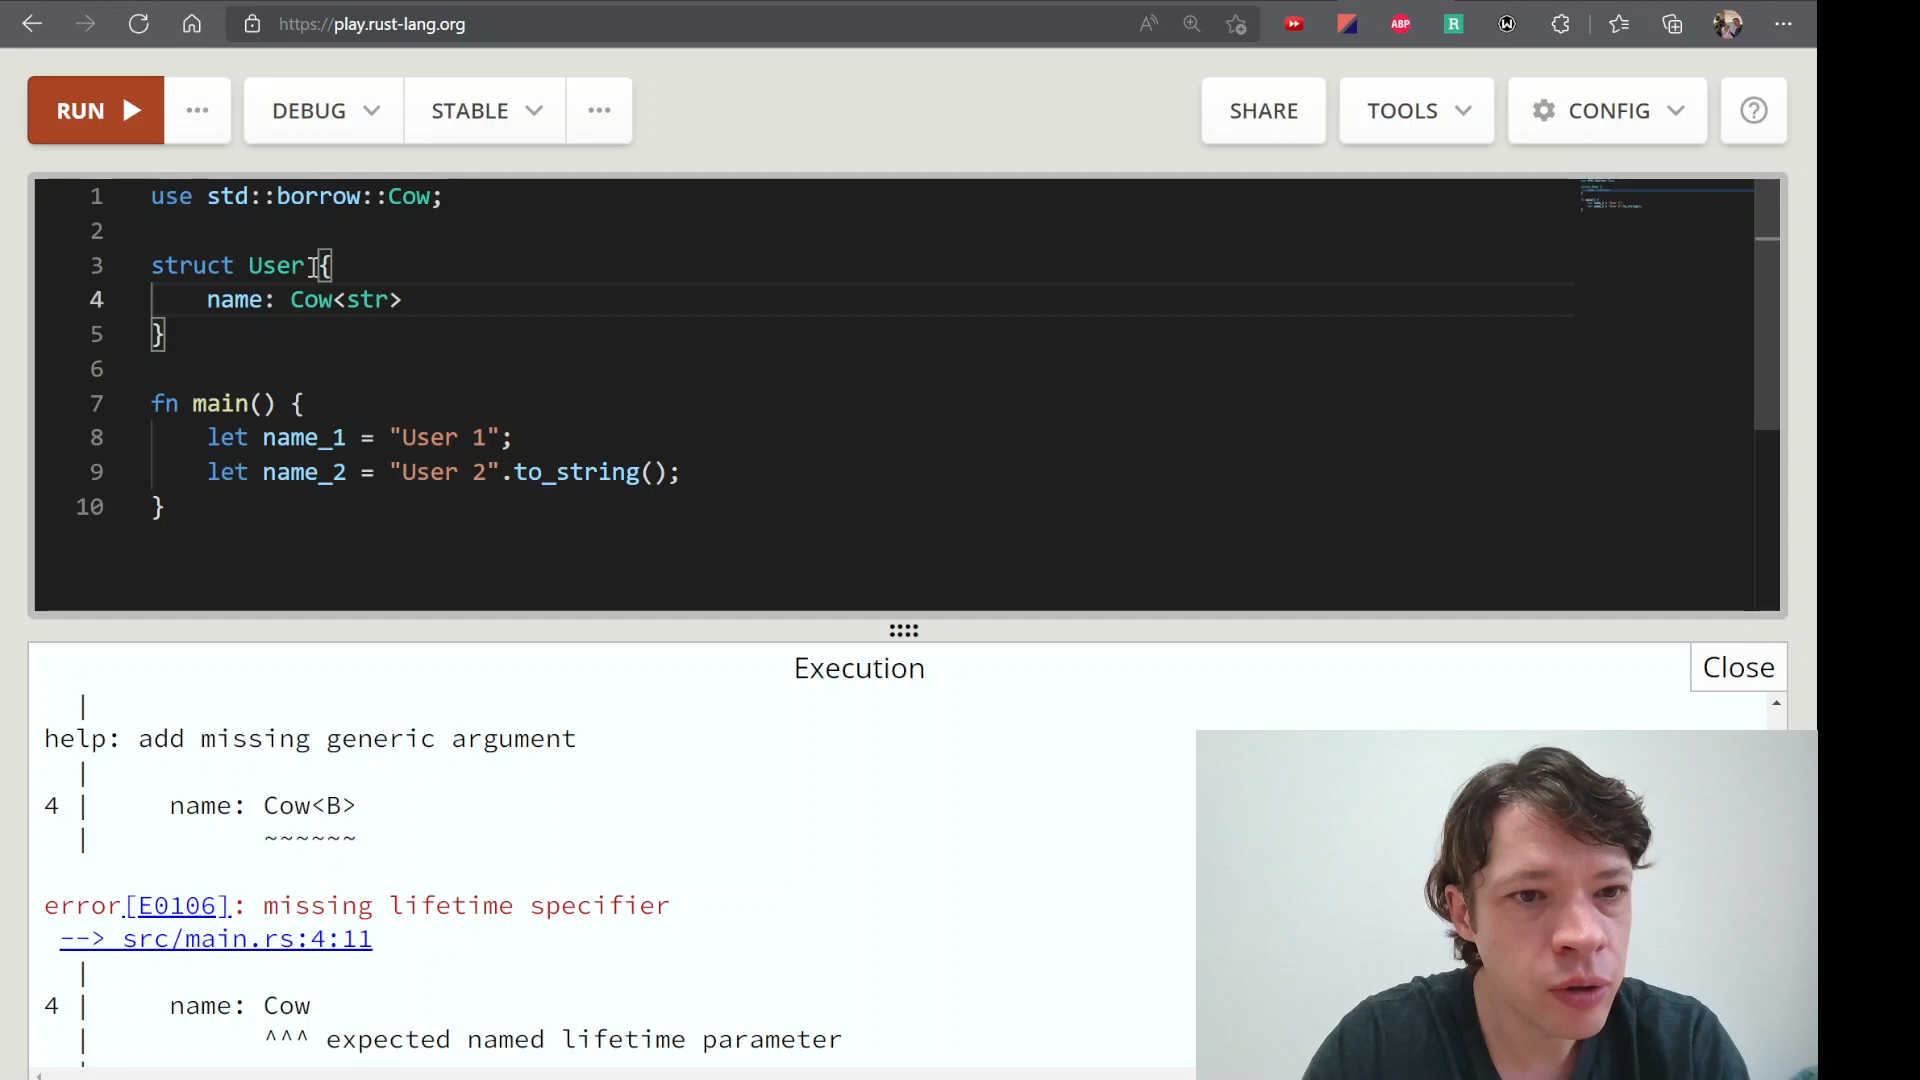 https://play.rust-lang.org
RUN
DEBUG
STABLE
SHARE
TOOLS
CONFIG
1 use std::borrow::Cow;
2
3 struct User {
4 name: Cow<str>
5 }
6
7 fn main() {
8 let name_1 = "User 1";
9 let name_2 = "User 2".to_string();
10 }
Execution
Close
|
help: add missing generic argument
|
4 | name: Cow<B>
| ~~~~~~
error[E0106]: missing lifetime specifier
--> src/main.rs:4:11
|
4 | name: Cow
| ^^^ expected named lifetime parameter